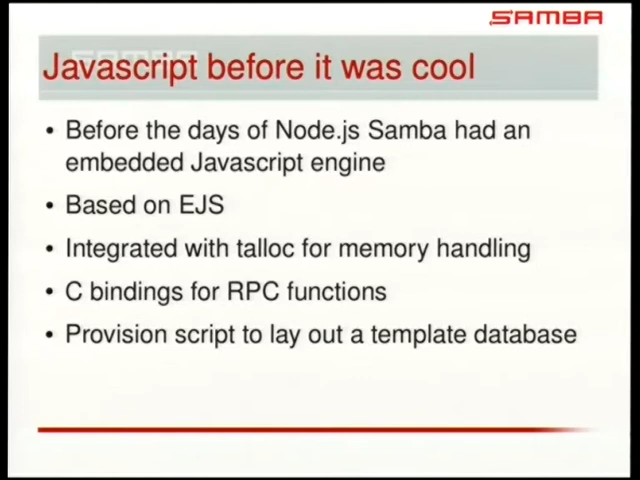 SAMBA
Javascript before it was cool
• Before the days of Node.js Samba had an
embedded Javascript engine
• Based on EJS
• Integrated with talloc for memory handling
• C bindings for RPC functions
• Provision script to lay out a template database